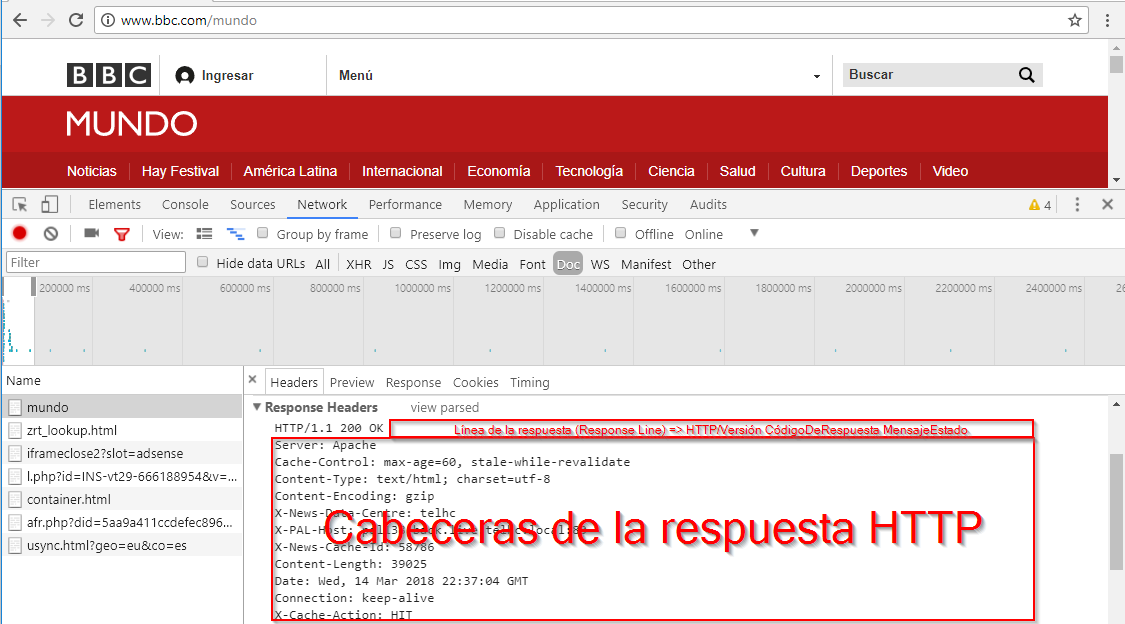 www.bbc.com/mundo
BBC Ingresar Menú Buscar
MUNDO
Noticias Hay Festival América Latina Internacional Economía Tecnología Ciencia Salud Cultura Deportes Video
Elements Console Sources Network Performance Memory Application Security Audits 4
View: Group by frame Preserve log Disable cache Offline Online
Filter Hide data URLs All XHR JS CSS Img Media Font Doc WS Manifest Other
200000 ms 400000 ms 600000 ms 800000 ms 1000000 ms 1200000 ms 1400000 ms 1600000 ms 1800000 ms 2000000 ms 2200000 ms 2400000 ms 26
Name
mundo
zrt_lookup.html
iframeclose2?slot=adsense
l.php?id=INS-vt29-666188954&v=...
container.html
afr.php?did=5aa9a411ccdefec896...
usync.html?geo=eu&co=es
Headers Preview Response Cookies Timing
Response Headers view parsed
HTTP/1.1 200 OK Línea de la respuesta (Response Line) => HTTP/Versión CódigoDeRespuesta MensajeEstado
Server: Apache
Cache-Control: max-age=60, stale-while-revalidate
Content-Type: text/html; charset=utf-8
Content-Encoding: gzip
X-News-Data-Centre: telhc
Cabeceras de la respuesta HTTP
X-PAL-Host:
X-News-Cache-Id: 58786
Content-Length: 39025
Date: Wed, 14 Mar 2018 22:37:04 GMT
Connection: keep-alive
X-Cache-Action: HIT